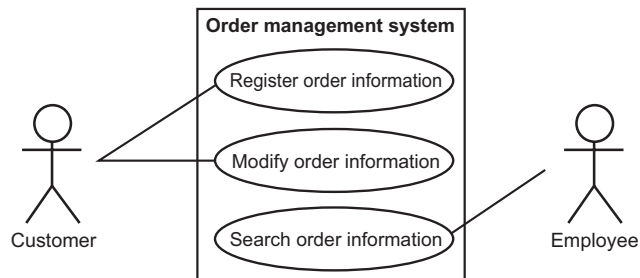 Order management system
Register order information
Modify order information
Search order information
Customer
Employee